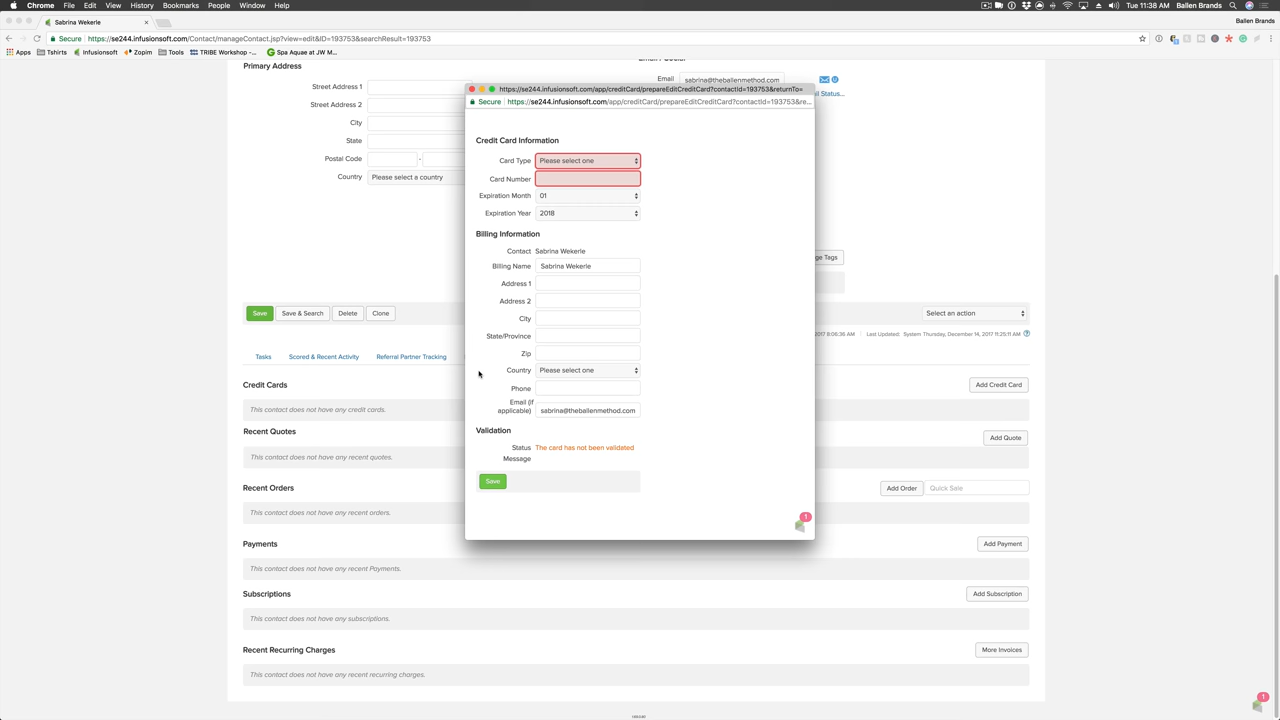 Chrome File Edit View History Bookmarks People Window Help
Tue 11:38 AM Ballen Brands
Sabrina Wekerle
Ballen Brands
Secure https://se244.infusionsoft.com/Contact/manageContact.jsp?view=edit&ID=193753&searchResult=193753
Apps Tshirts Infusionsoft Zopim Tools TRIBE Workshop -... Spa Aquae at JW M...
Primary Address
Street Address 1
Street Address 2
City
State
Postal Code -
Country Please select a country
Email sabrina@theballenmethod.com
il Status...
ge Tags
https://se244.infusionsoft.com/app/creditCard/prepareEditCreditCard?contactId=193753&returnTo=
Secure https://se244.infusionsoft.com/app/creditCard/prepareEditCreditCard?contactId=193753&re...
Credit Card Information
Card Type Please select one
Card Number
Expiration Month 01
Expiration Year 2018
Billing Information
Contact Sabrina Wekerle
Billing Name Sabrina Wekerle
Address 1
Address 2
City
State/Province
Zip
Country Please select one
Phone
Email (if applicable) sabrina@theballenmethod.com
Validation
Status The card has not been validated
Message
Save
1
Save Save & Search Delete Clone
Select an action
2017 8:06:36 AM Last Updated: System Thursday, December 14, 2017 11:25:11 AM
Tasks Scored & Recent Activity Referral Partner Tracking
Credit Cards Add Credit Card
This contact does not have any credit cards.
Recent Quotes Add Quote
This contact does not have any recent quotes.
Recent Orders Add Order Quick Sale
This contact does not have any recent orders.
Payments Add Payment
This contact does not have any recent Payments.
Subscriptions Add Subscription
This contact does not have any subscriptions.
Recent Recurring Charges More Invoices
This contact does not have any recent recurring charges.
1